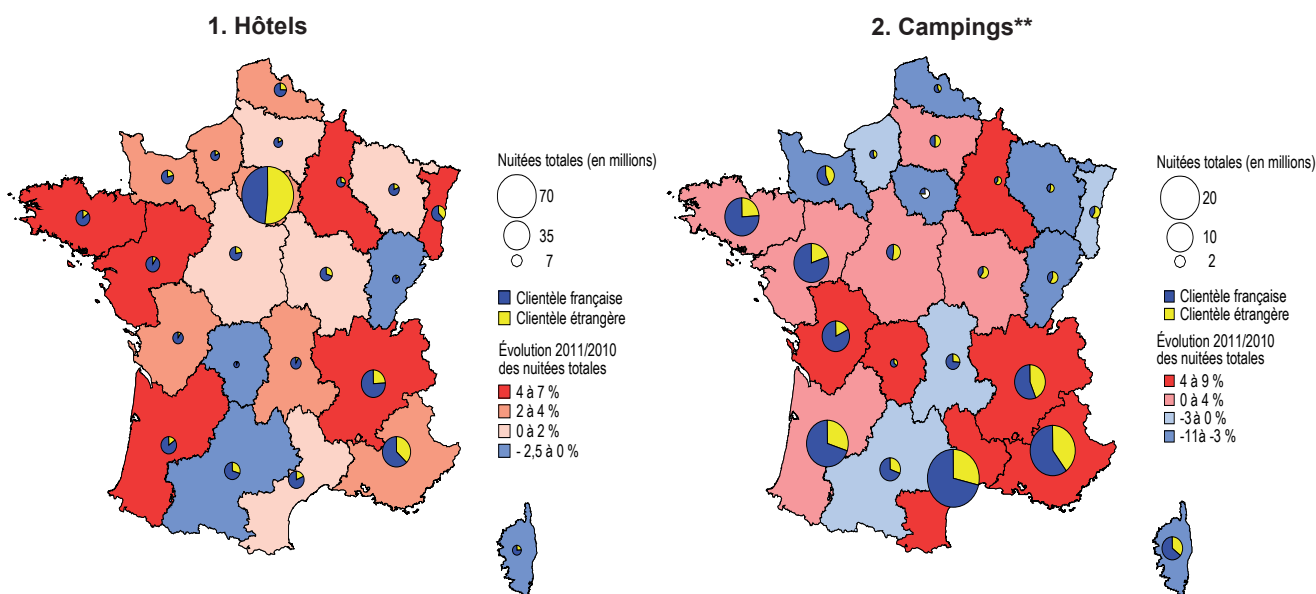 1. Hôtels
Nuitées totales (en millions)
70
35
7
Clientèle française
Clientèle étrangère
Évolution 2011/2010
des nuitées totales
4 à 7 %
2 à 4 %
0 à 2 %
- 2,5 à 0 %
2. Campings**
Nuitées totales (en millions)
20
10
2
Clientèle française
Clientèle étrangère
Évolution 2011/2010
des nuitées totales
4 à 9 %
0 à 4 %
-3à 0 %
-11à -3 %